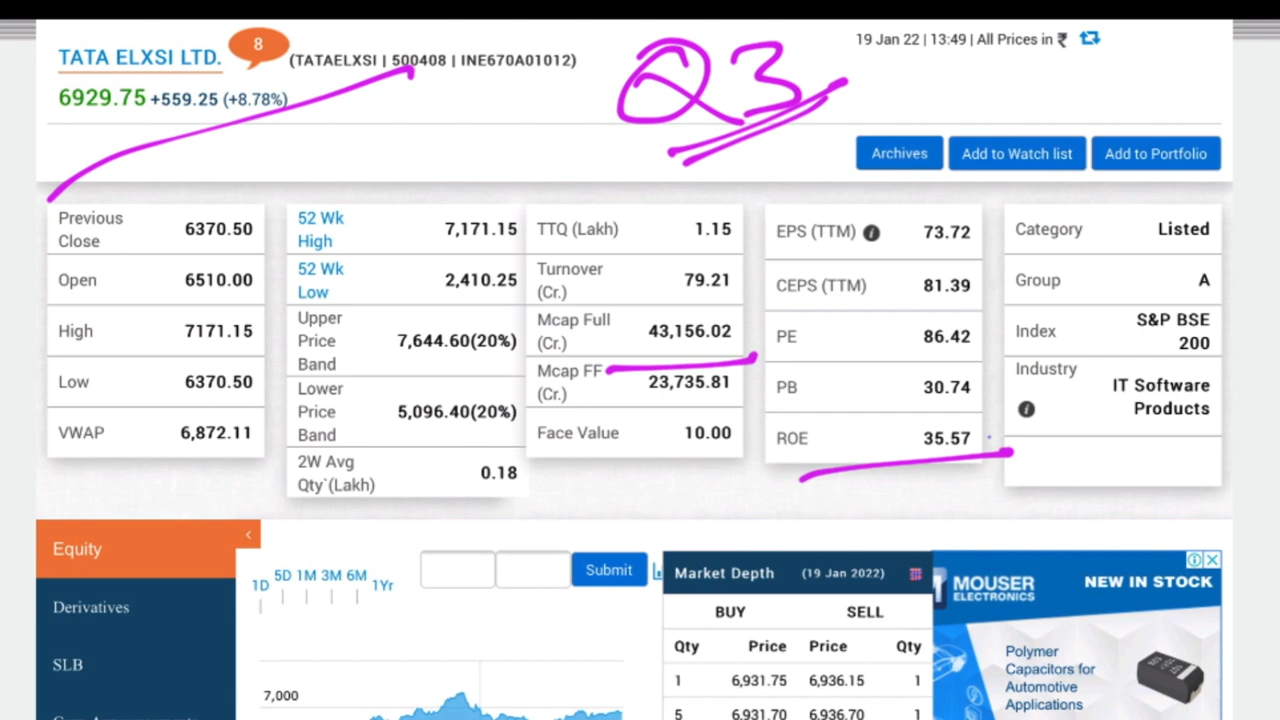 TATA ELXSI LTD.
8
(TATAELXSI | 500408 | INE670A01012)
6929.75 +559.25 (+8.78%)
Q3
19 Jan 22 | 13:49 | All Prices in ₹
Archives
Add to Watch list
Add to Portfolio
Previous Close 6370.50
Open 6510.00
High 7171.15
Low 6370.50
VWAP 6,872.11
52 Wk High 7,171.15
52 Wk Low 2,410.25
Upper Price Band 7,644.60(20%)
Lower Price Band 5,096.40(20%)
2W Avg Qty (Lakh) 0.18
TTQ (Lakh) 1.15
Turnover (Cr.) 79.21
Mcap Full (Cr.) 43,156.02
Mcap FF (Cr.) 23,735.81
Face Value 10.00
EPS (TTM) 73.72
CEPS (TTM) 81.39
PE 86.42
PB 30.74
ROE 35.57
Category Listed
Group A
Index S&P BSE 200
Industry IT Software Products
Equity
Derivatives
SLB
1D 5D 1M 3M 6M 1Yr
Submit
7,000
Market Depth (19 Jan 2022)
BUY SELL
Qty Price Price Qty
1 6,931.75 6,936.15 1
5 6,931.70 6,936.70 1
MOUSER ELECTRONICS
NEW IN STOCK
Polymer
Capacitors for
Automotive
Applications